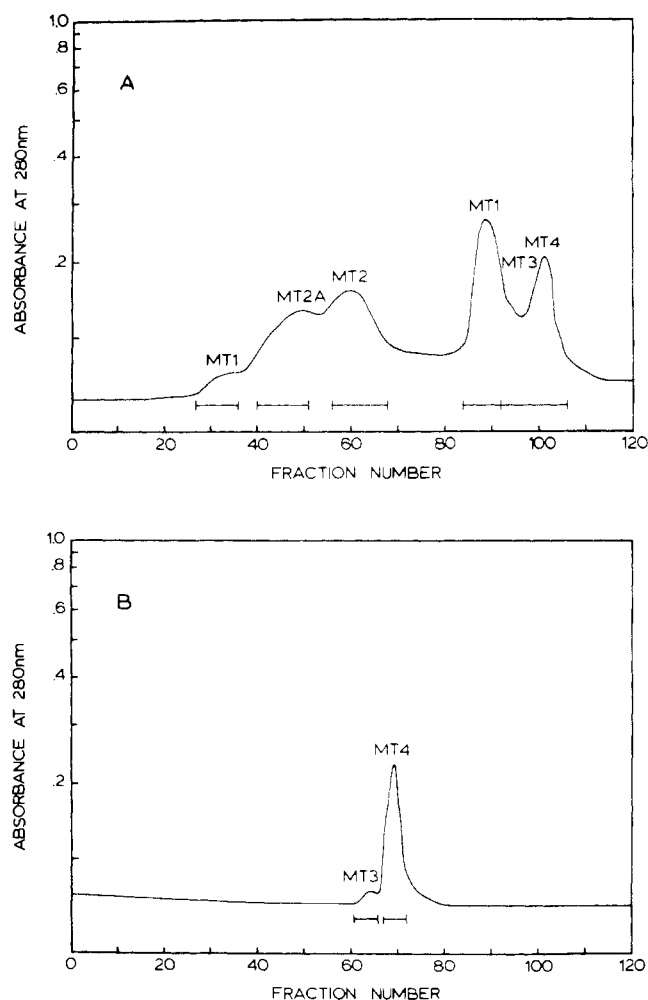 1.0
.8
.6
.4
.2
ABSORBANCE AT 280nm
A
MT1
MT2A
MT2
MT1
MT3
MT4
0 20 40 60 80 100 120
FRACTION NUMBER
1.0
.8
.6
.4
.2
ABSORBANCE AT 280nm
B
MT3
MT4
0 20 40 60 80 100 120
FRACTION NUMBER